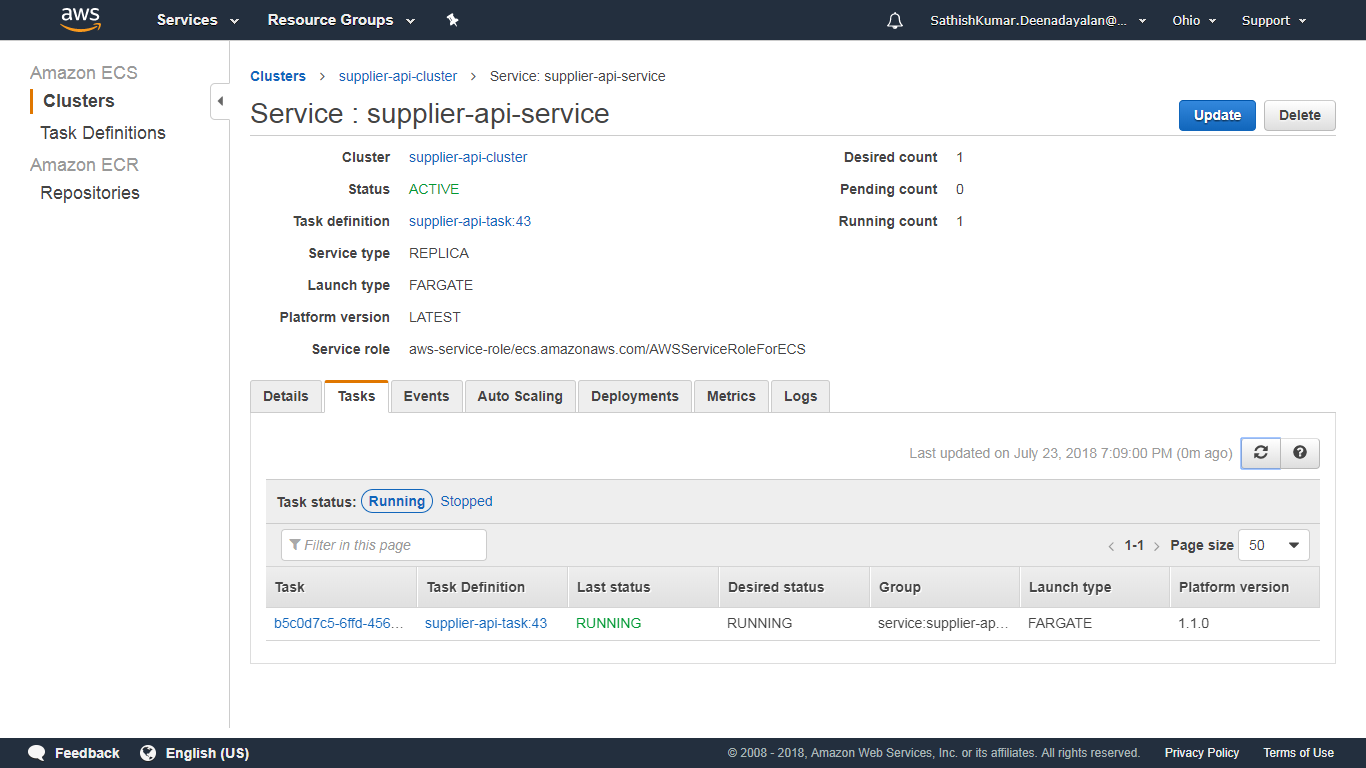 aws Services Resource Groups SathishKumar.Deenadayalan@... Ohio Support
Amazon ECS
Clusters
Task Definitions
Amazon ECR
Repositories
Clusters > supplier-api-cluster > Service: supplier-api-service
Service : supplier-api-service
Update Delete
Cluster supplier-api-cluster Desired count 1
Status ACTIVE Pending count 0
Task definition supplier-api-task:43 Running count 1
Service type REPLICA
Launch type FARGATE
Platform version LATEST
Service role aws-service-role/ecs.amazonaws.com/AWSServiceRoleForECS
Details Tasks Events Auto Scaling Deployments Metrics Logs
Last updated on July 23, 2018 7:09:00 PM (0m ago) ?
Task status: Running Stopped
Filter in this page < 1-1 > Page size 50
Task Task Definition Last status Desired status Group Launch type Platform version
b5c0d7c5-6ffd-456... supplier-api-task:43 RUNNING RUNNING service:supplier-ap... FARGATE 1.1.0
Feedback English (US) © 2008 - 2018, Amazon Web Services, Inc. or its affiliates. All rights reserved. Privacy Policy Terms of Use